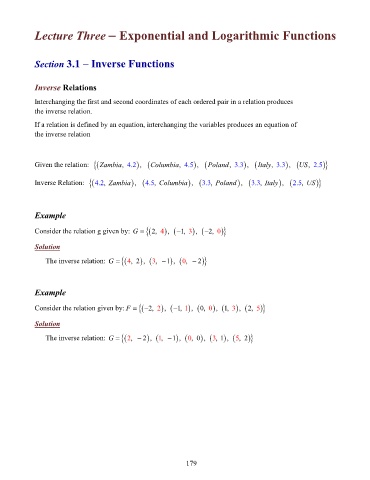 Lecture Three – Exponential and Logarithmic Functions
Section 3.1 – Inverse Functions
Inverse Relations
Interchanging the first and second coordinates of each ordered pair in a relation produces
the inverse relation.
If a relation is defined by an equation, interchanging the variables produces an equation of
the inverse relation
Given the relation: {(Zambia, 4.2), (Columbia, 4.5), (Poland, 3.3), (Italy, 3.3), (US, 2.5)}
Inverse Relation: {(4.2, Zambia), (4.5, Columbia), (3.3, Poland), (3.3, Italy), (2.5, US)}
Example
Consider the relation g given by: G = {(2, 4), (−1, 3), (−2, 0)}
Solution
The inverse relation: G = {(4, 2), (3, −1), (0, −2)}
Example
Consider the relation given by: F = {(−2, 2), (−1, 1), (0, 0), (1, 3), (2, 5)}
Solution
The inverse relation: G = {(2, −2), (1, −1), (0, 0), (3, 1), (5, 2)}
179